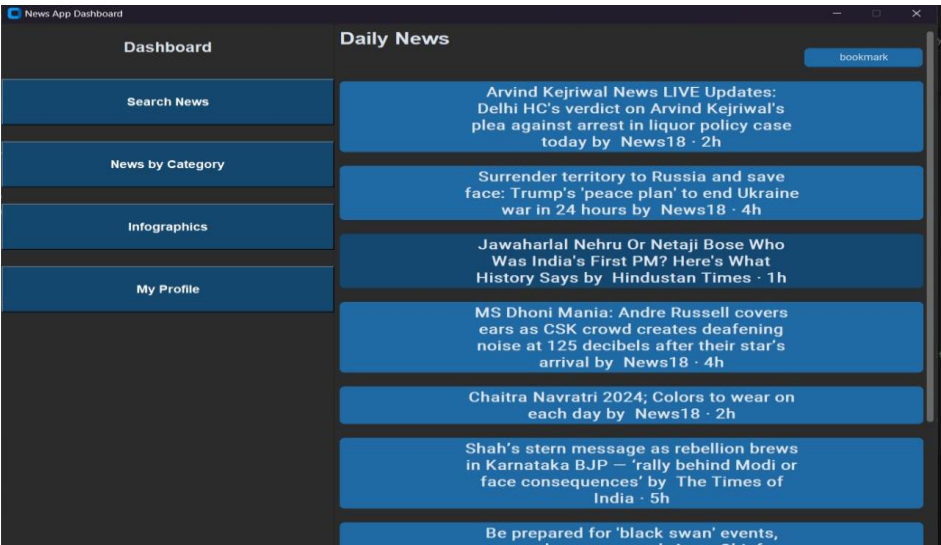 News App Dashboard
Dashboard
Search News
News by Category
Infographics
My Profile
Daily News
bookmark
Arvind Kejriwal News LIVE Updates:
Delhi HC's verdict on Arvind Kejriwal's
plea against arrest in liquor policy case
today by  News18 · 2h
Surrender territory to Russia and save
face: Trump's 'peace plan' to end Ukraine
war in 24 hours by  News18 · 4h
Jawaharlal Nehru Or Netaji Bose Who
Was India's First PM? Here's What
History Says by  Hindustan Times · 1h
MS Dhoni Mania: Andre Russell covers
ears as CSK crowd creates deafening
noise at 125 decibels after their star’s
arrival by  News18 · 4h
Chaitra Navratri 2024; Colors to wear on
each day by  News18 · 2h
Shah’s stern message as rebellion brews
in Karnataka BJP — ‘rally behind Modi or
face consequences’ by  The Times of
India · 5h
Be prepared for 'black swan' events,